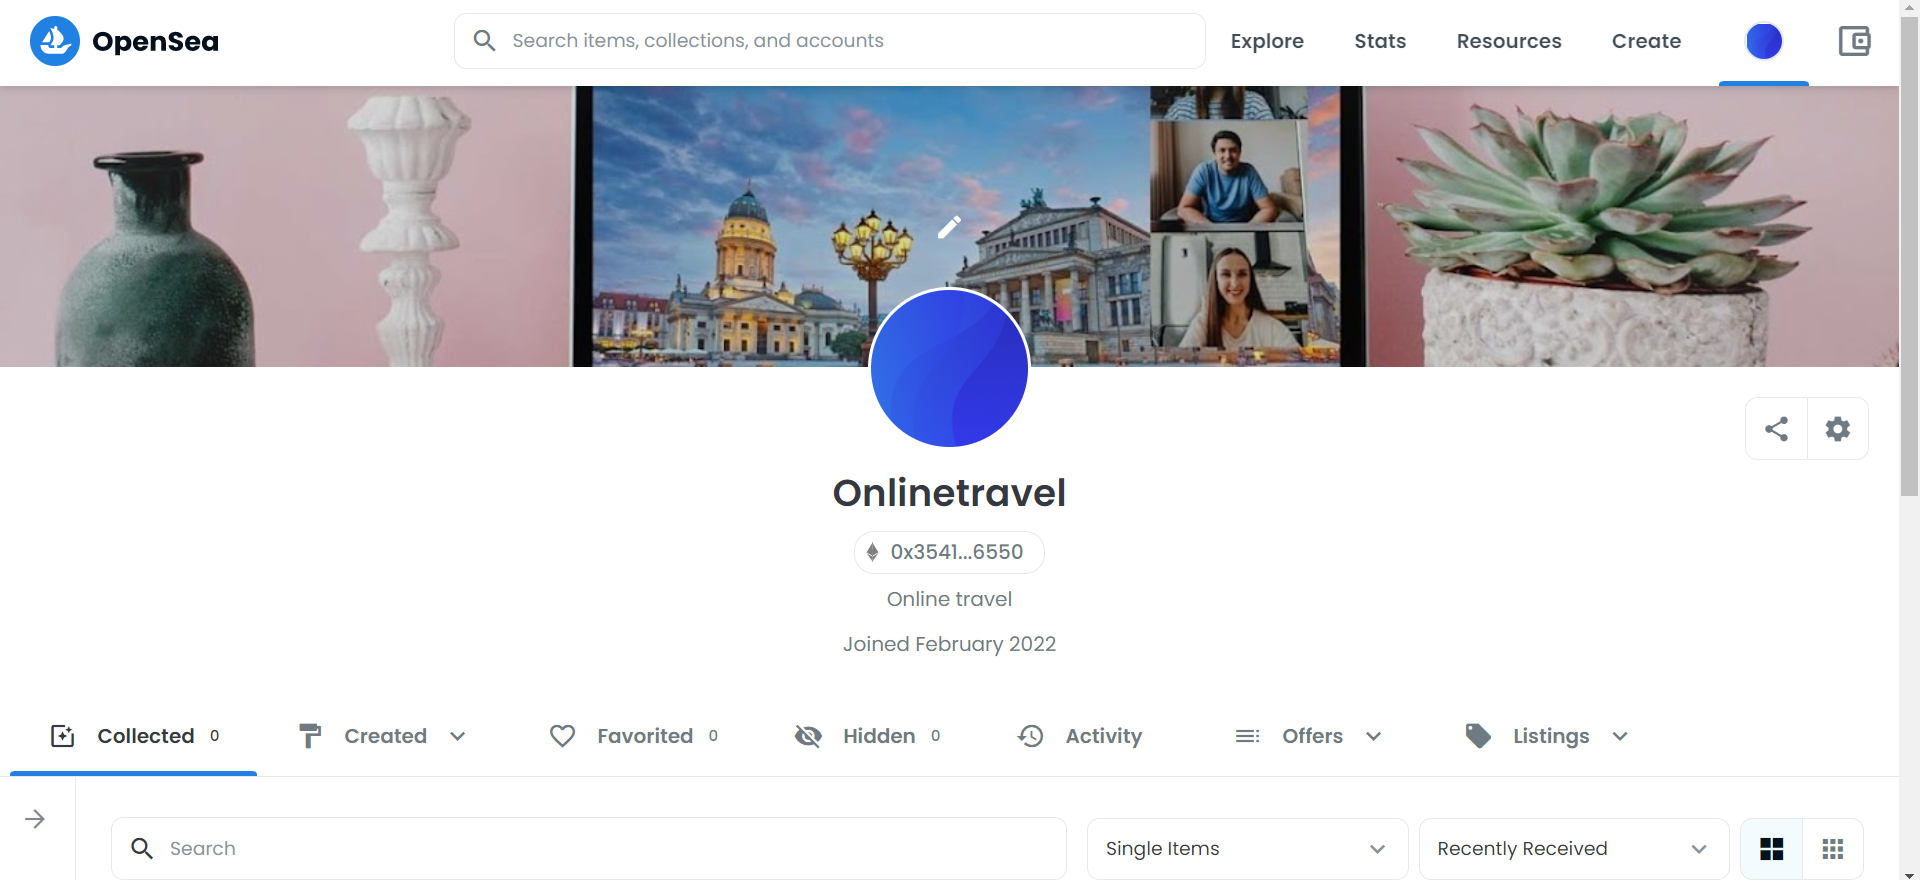 OpenSea
Search items, collections, and accounts
Explore
Stats
Resources
Create
Onlinetravel
0x3541...6550
Online travel
Joined February 2022
Collected 0
Created
Favorited 0
Hidden 0
Activity
Offers
Listings
Search
Single Items
Recently Received